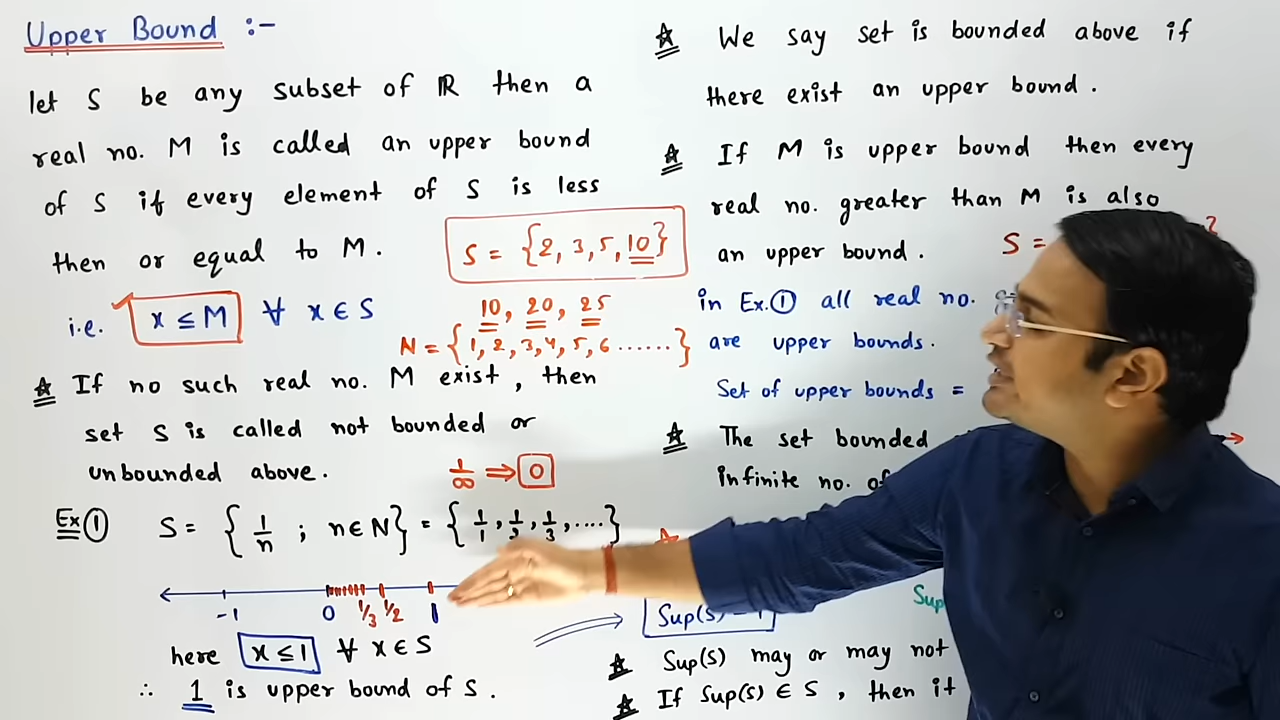 Upper Bound :-
let S be any subset of ℝ then a
real no. M is called an upper bound
of S if every element of S is less
then or equal to M.
S = {2, 3, 5, 10}
i.e. x ≤ M ∀ x ∈ S
10, 20, 25
N = {1, 2, 3, 4, 5, 6 ......}
☆ If no such real no. M exist, then
set S is called not bounded or
unbounded above.
1/∞ ⇒ 0
Ex ① S = {1/n ; n ∈ N} = {1/1, 1/2, 1/3, ....}
-1 0 1/3 1/2 1
here x ≤ 1 ∀ x ∈ S
∴ 1 is upper bound of S.
☆ We say set is bounded above if
there exist an upper bound.
☆ If M is upper bound then every
real no. greater than M is also
an upper bound.
S =
in Ex. ① all real no.
are upper bounds.
Set of upper bounds =
☆ The set bounded
infinite no. of
Sup(S) = 1
Sup
☆ Sup(S) may or may not
☆ If Sup(S) ∈ S, then it